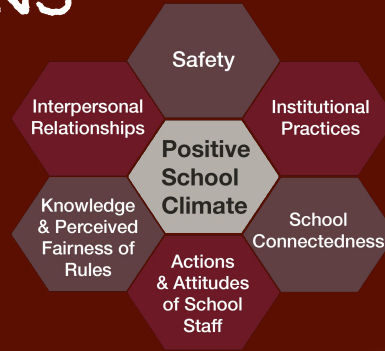 Safety
Interpersonal
Relationships
Institutional
Practices
Positive
School
Climate
Knowledge
& Perceived
Fairness of
Rules
School
Connectedness
Actions
& Attitudes
of School
Staff